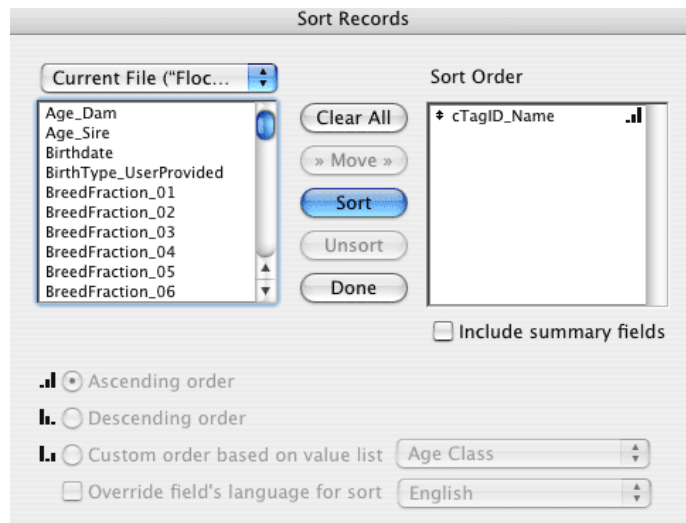 Sort Records
Current File ("Floc...
Sort Order
Age_Dam
Age_Sire
Birthdate
BirthType_UserProvided
BreedFraction_01
BreedFraction_02
BreedFraction_03
BreedFraction_04
BreedFraction_05
BreedFraction_06
Clear All
» Move »
Sort
Unsort
Done
cTagID_Name
Include summary fields
Ascending order
Descending order
Custom order based on value list Age Class
Override field's language for sort English